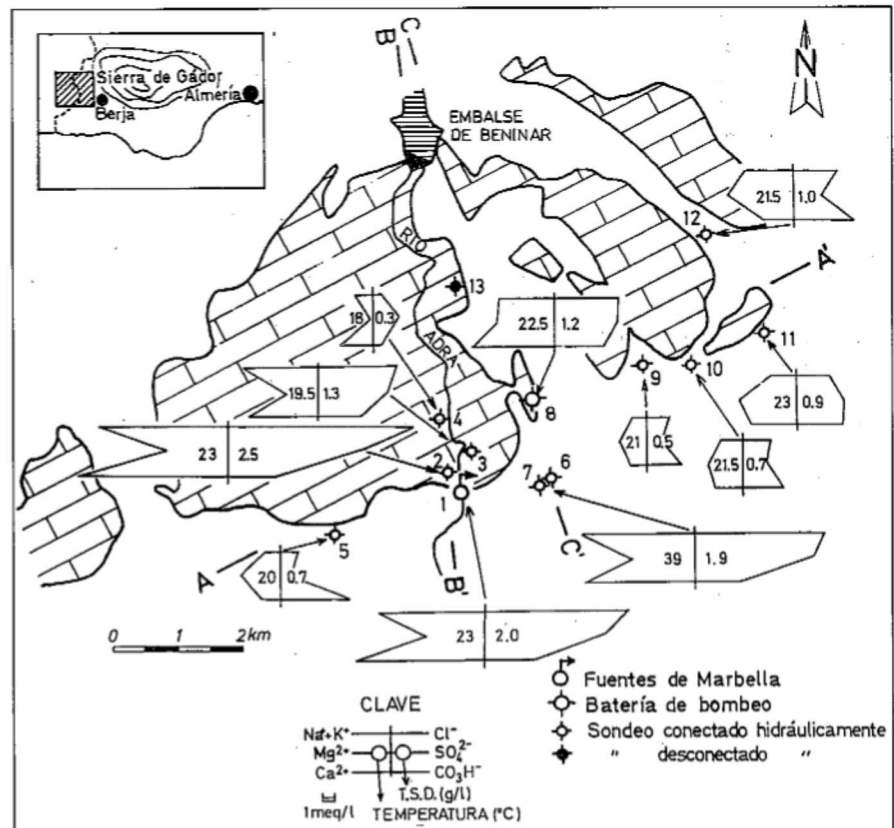 Sierra de Gádor
Almería
Berja
B
C
N
EMBALSE
DE BENINAR
21.5 1.0
12
RIO
13
A'
18 0.3
22.5 1.2
ADRA
11
19.5 1.3
9
10
4
8
23 0.9
23 2.5
21 0.5
2
3
21.5 0.7
7 6
1
5
C'
39 1.9
A
20 0.7
B'
23 2.0
0 1 2km
Fuentes de Marbella
Batería de bombeo
Sondeo conectado hidráulicamente
" desconectado "
CLAVE
Na⁺+K⁺ Cl⁻
Mg²⁺ SO₄²⁻
Ca²⁺ CO₃H⁻
T.S.D. (g/l)
1meq/l TEMPERATURA (°C)